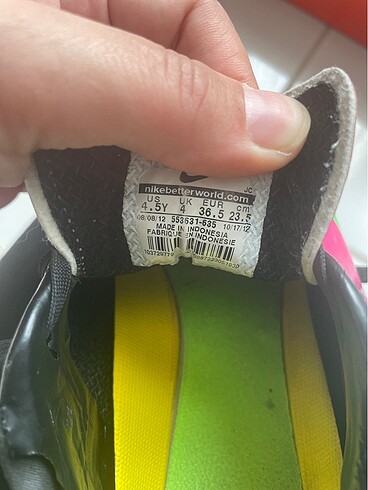 JC
nikebetterworld.com
US UK EUR cm
4.5Y 4 36.5 23.5
08/08/12 553631-635 10/17/12
MADE IN INDONESIA
FABRIQUE EN INDONESIE